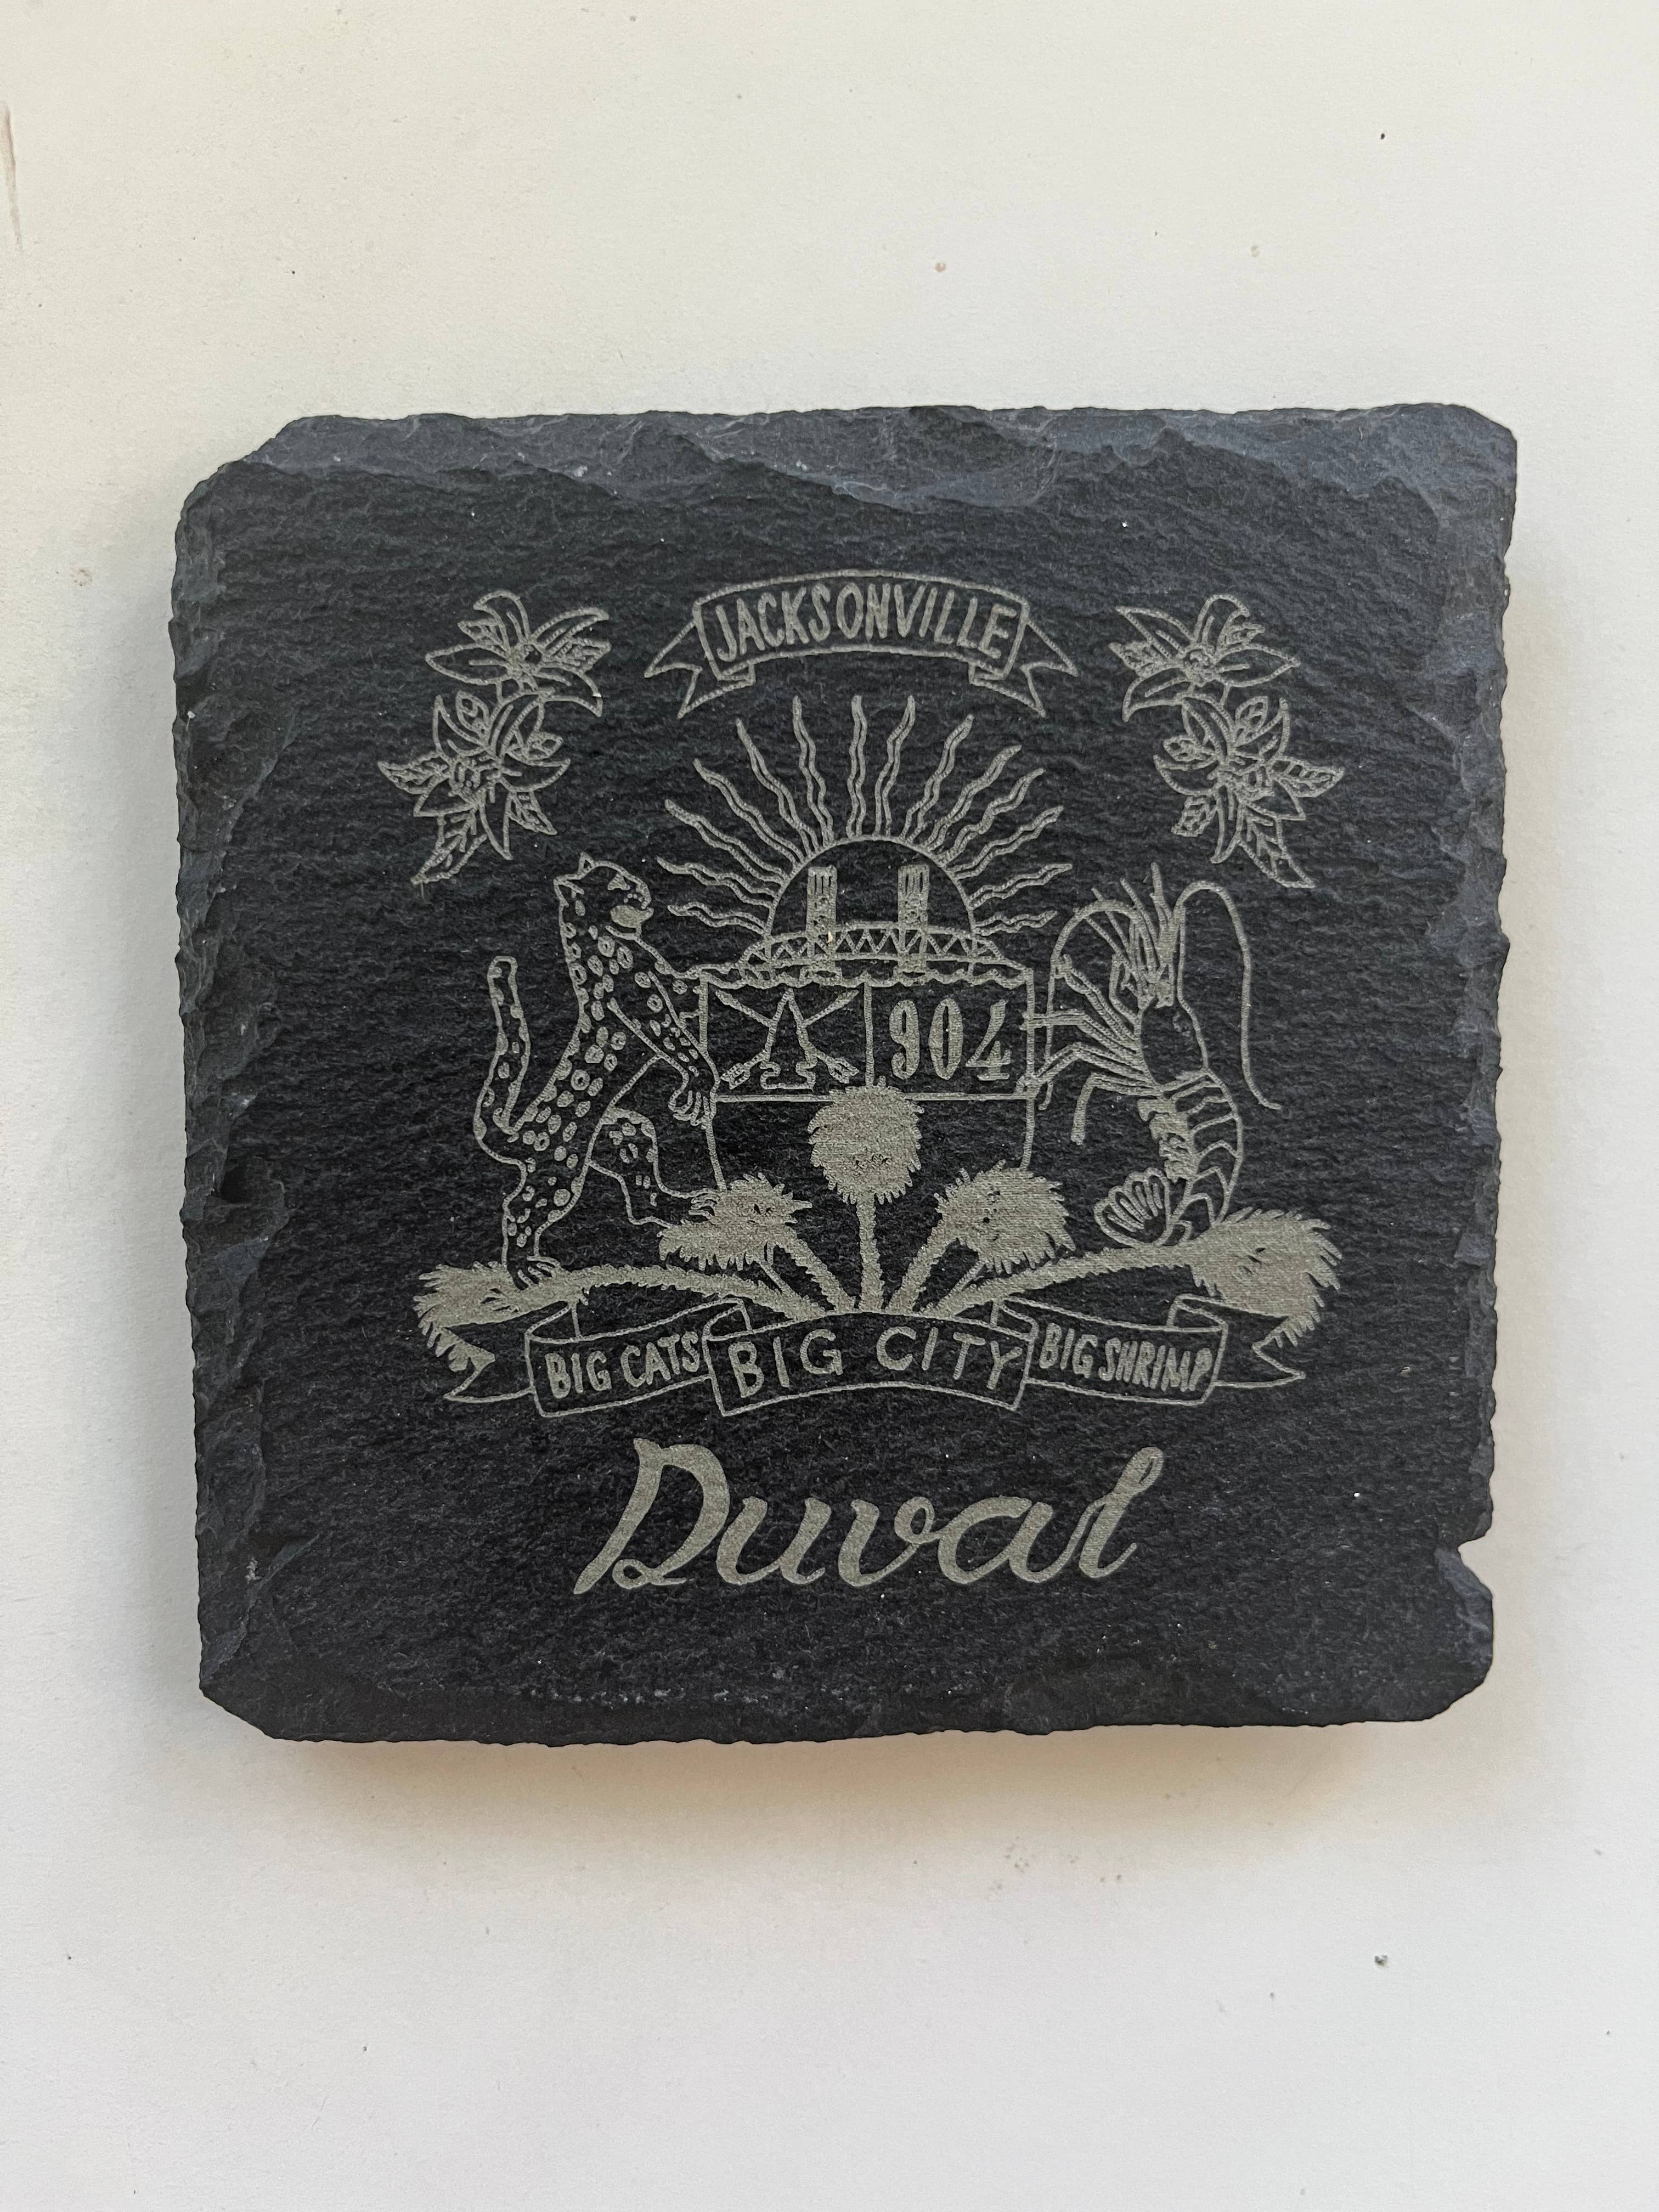 JACKSONVILLE
904
BIG CATS BIG CITY BIG SHRIMP
Duval